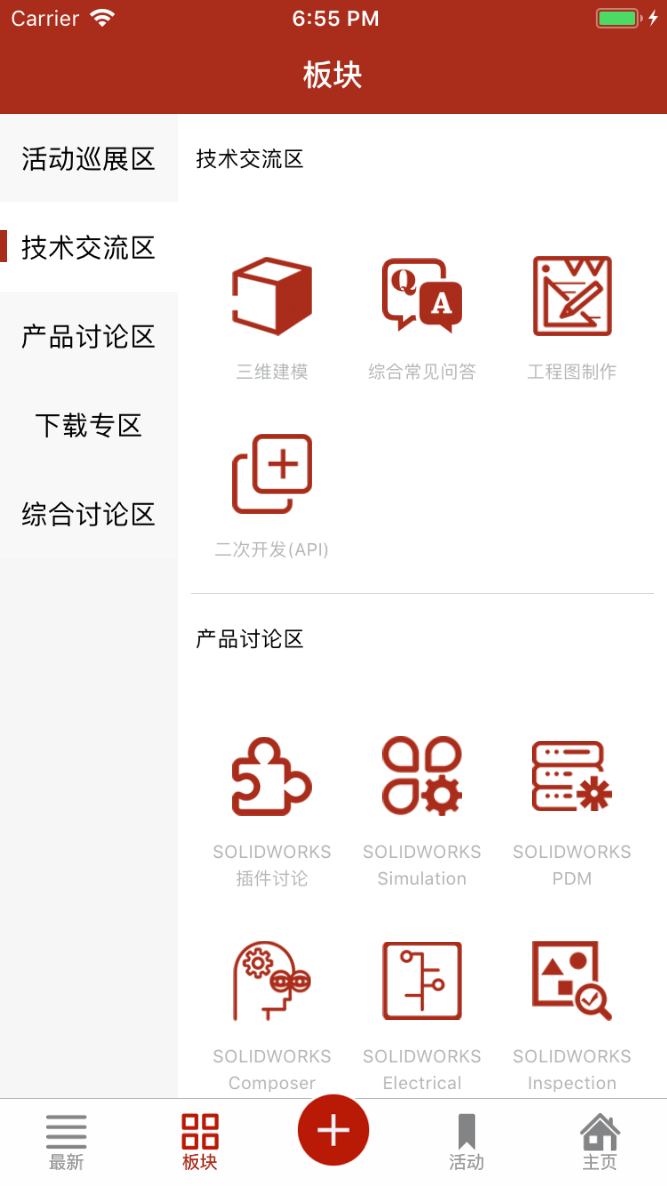 Carrier
6:55 PM
板块
活动巡展区
技术交流区
产品讨论区
下载专区
综合讨论区
技术交流区
Q
A
三维建模
综合常见问答
工程图制作
二次开发(API)
产品讨论区
SOLIDWORKS
插件讨论
SOLIDWORKS
Simulation
SOLIDWORKS
PDM
SOLIDWORKS
Composer
SOLIDWORKS
Electrical
SOLIDWORKS
Inspection
最新
板块
活动
主页